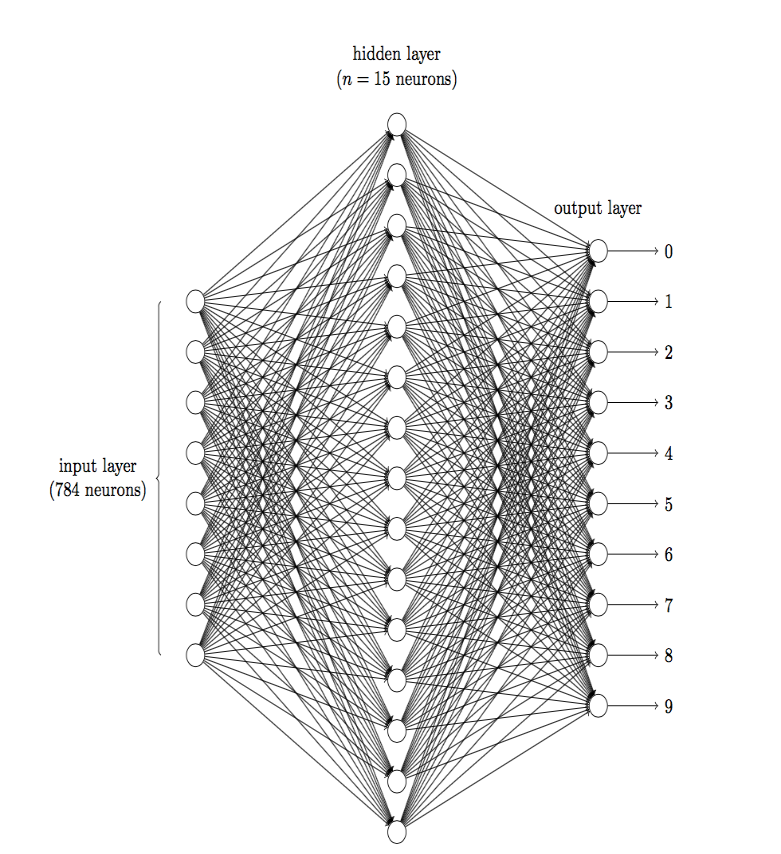 hidden layer
(n = 15 neurons)
output layer
0
1
2
3
input layer
(784 neurons)
4
5
6
7
8
9